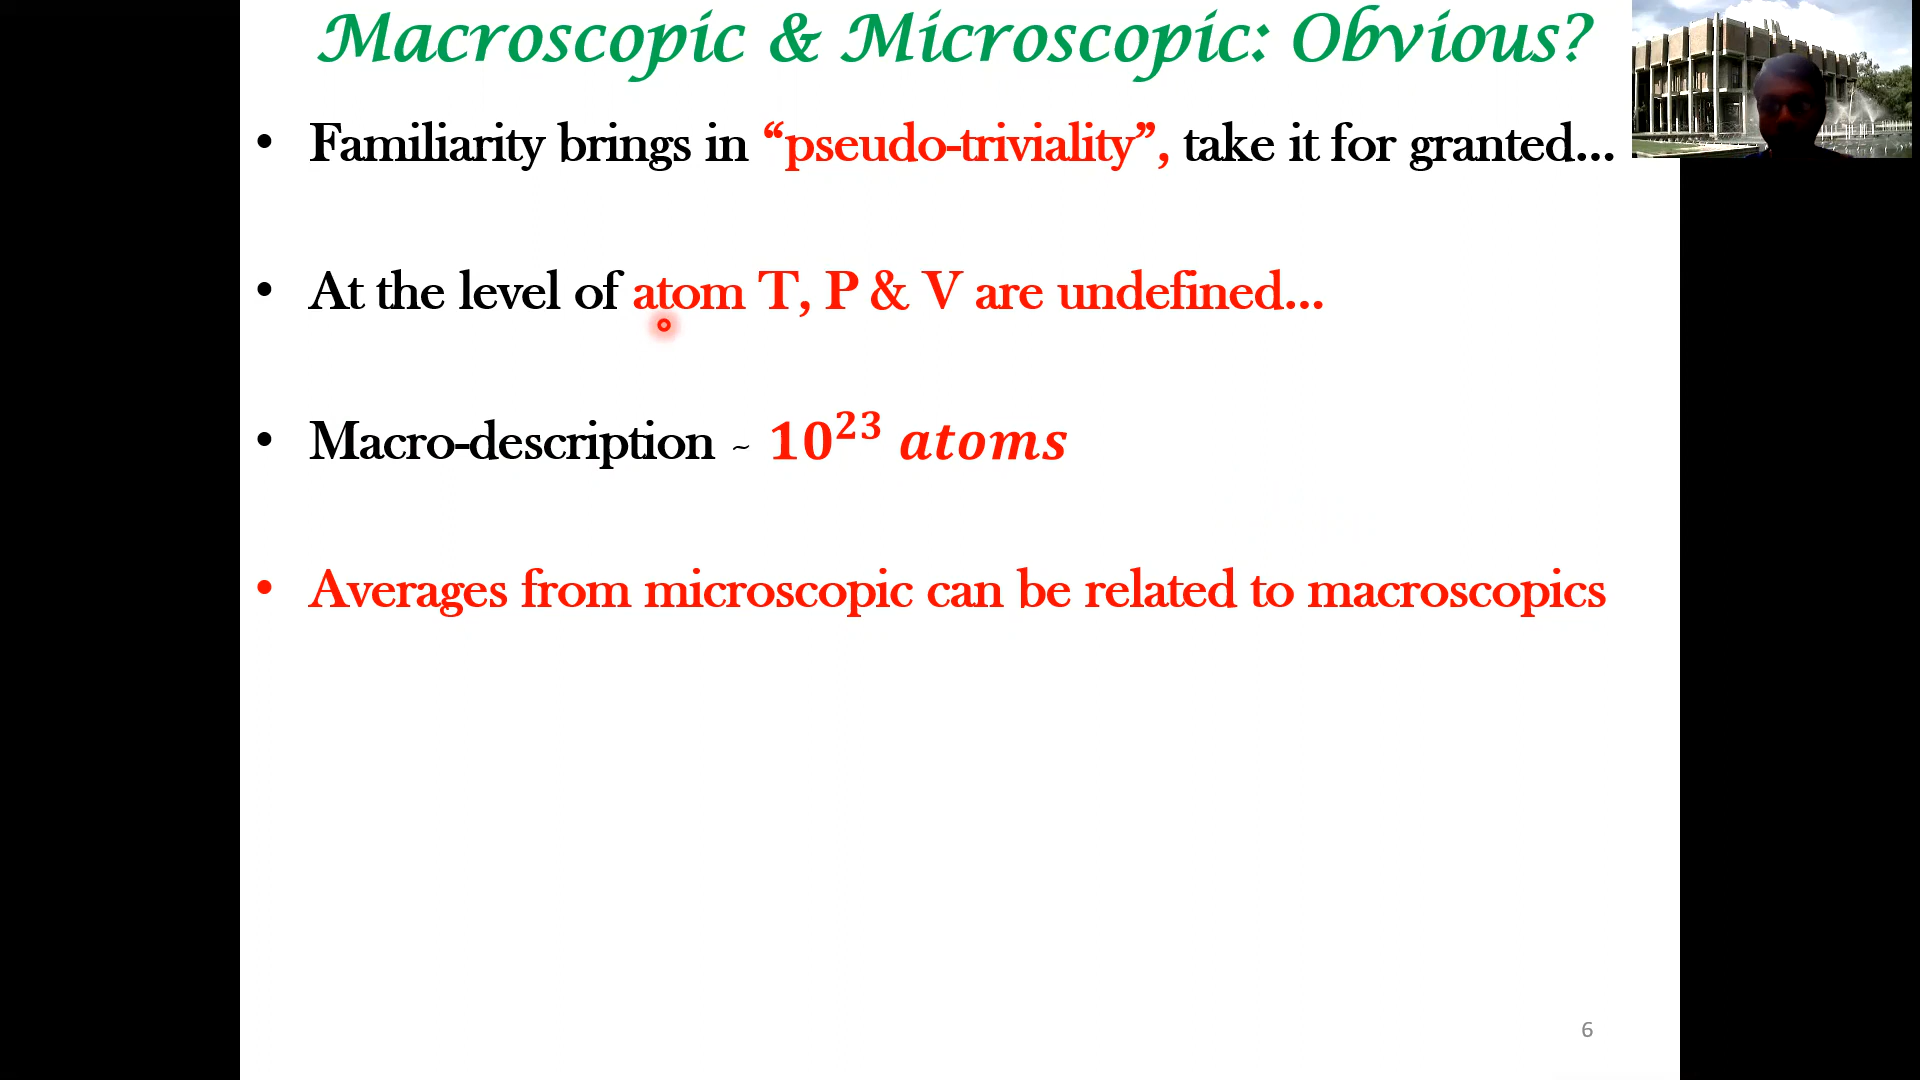 Macroscopic & Microscopic: Obvious?
• Familiarity brings in “pseudo-triviality”, take it for granted...
• At the level of atom T, P & V are undefined...
• Macro-description ~ 10²³ atoms
• Averages from microscopic can be related to macroscopics
6